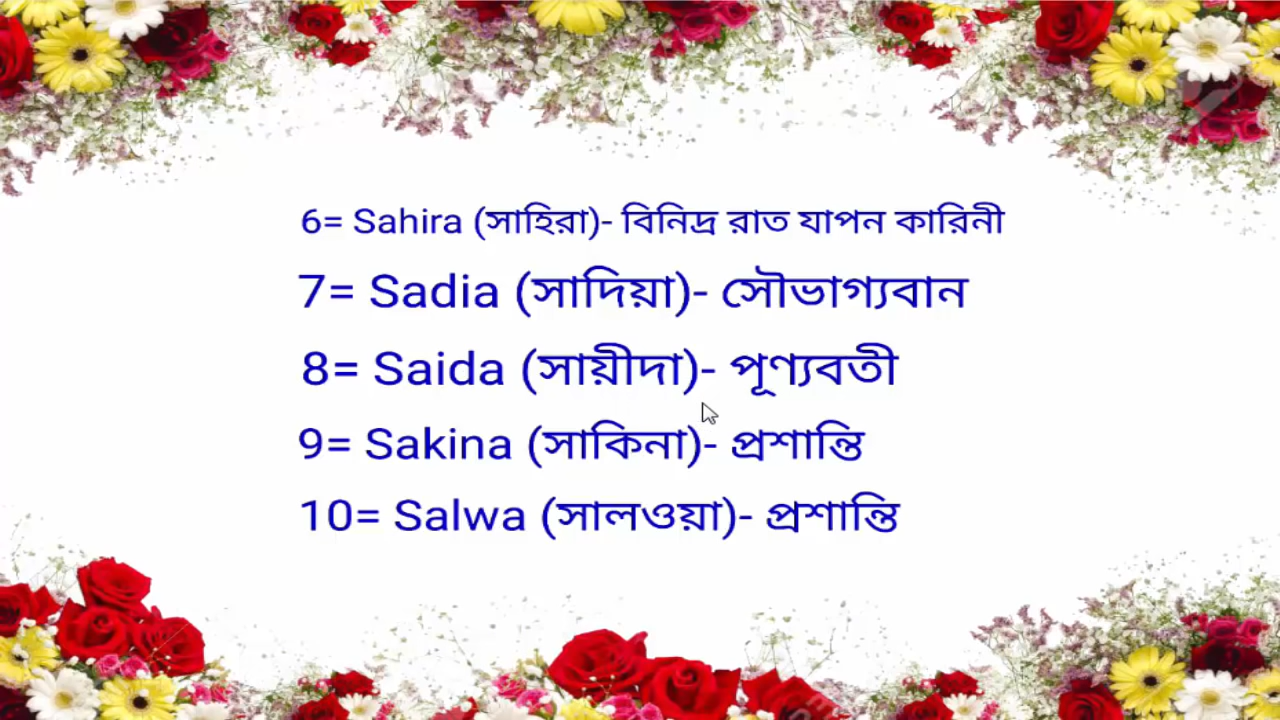 6= Sahira (সাহিরা)- বিনিদ্র রাত যাপন কারিনী
7= Sadia (সাদিয়া)- সৌভাগ্যবান
8= Saida (সায়ীদা)- পূণ্যবতী
9= Sakina (সাকিনা)- প্রশান্তি
10= Salwa (সালওয়া)- প্রশান্তি